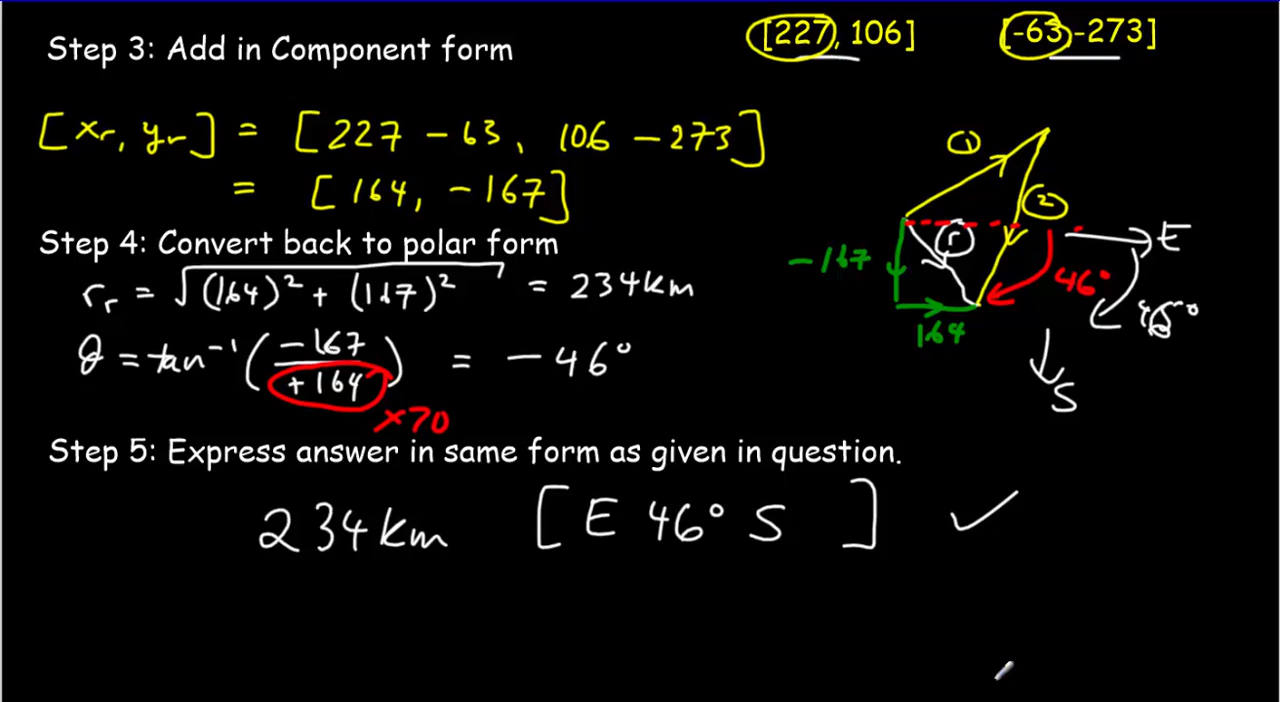 Step 3: Add in Component form
[227, 106]
[-63,-273]
[xr, yr] = [227 - 63, 106 - 273]
= [164, -167]
Step 4: Convert back to polar form
rr = √(164)² + (167)² = 234km
θ = tan⁻¹ (-167/+164) = -46°
x>0
1
2
r
-167
164
46°
E
S
Step 5: Express answer in same form as given in question.
234km [E 46° S] ✓